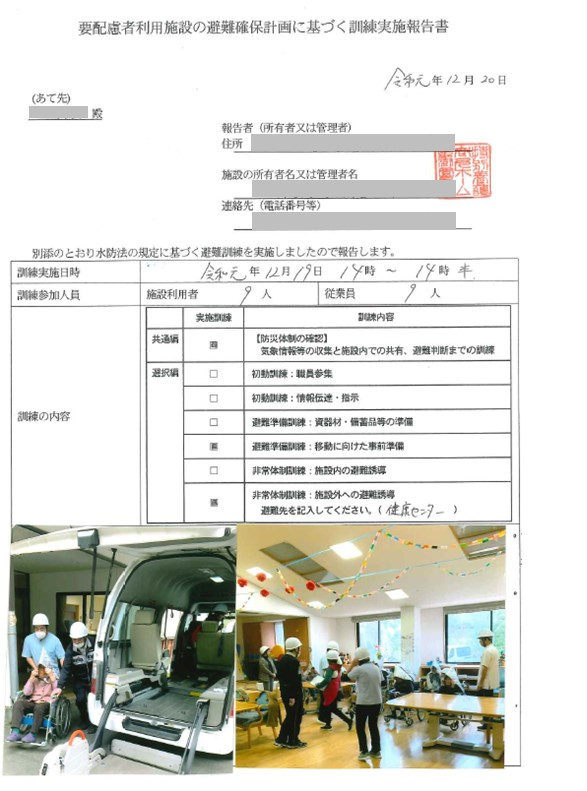 要配慮者利用施設の避難確保計画に基づく訓練実施報告書
令和元年12月20日
(あて先)
殿
報告者（所有者又は管理者）
住所
施設の所有者名又は管理者名
連絡先（電話番号等）
別添のとおり水防法の規定に基づく避難訓練を実施しましたので報告します。
訓練実施日時 令和元年12月19日 14時 ～ 14時半
訓練参加人員 施設利用者 9人 従業員 9人
訓練の内容
実施訓練 訓練内容
共通編 ■ 【防災体制の確認】
気象情報等の収集と施設内での共有、避難判断までの訓練
選択編 □ 初動訓練：職員参集
□ 初動訓練：情報伝達・指示
□ 避難準備訓練：資器材・備蓄品等の準備
■ 避難準備訓練：移動に向けた事前準備
□ 非常体制訓練：施設内の避難誘導
■ 非常体制訓練：施設外への避難誘導
避難先を記入してください。（健康センター）